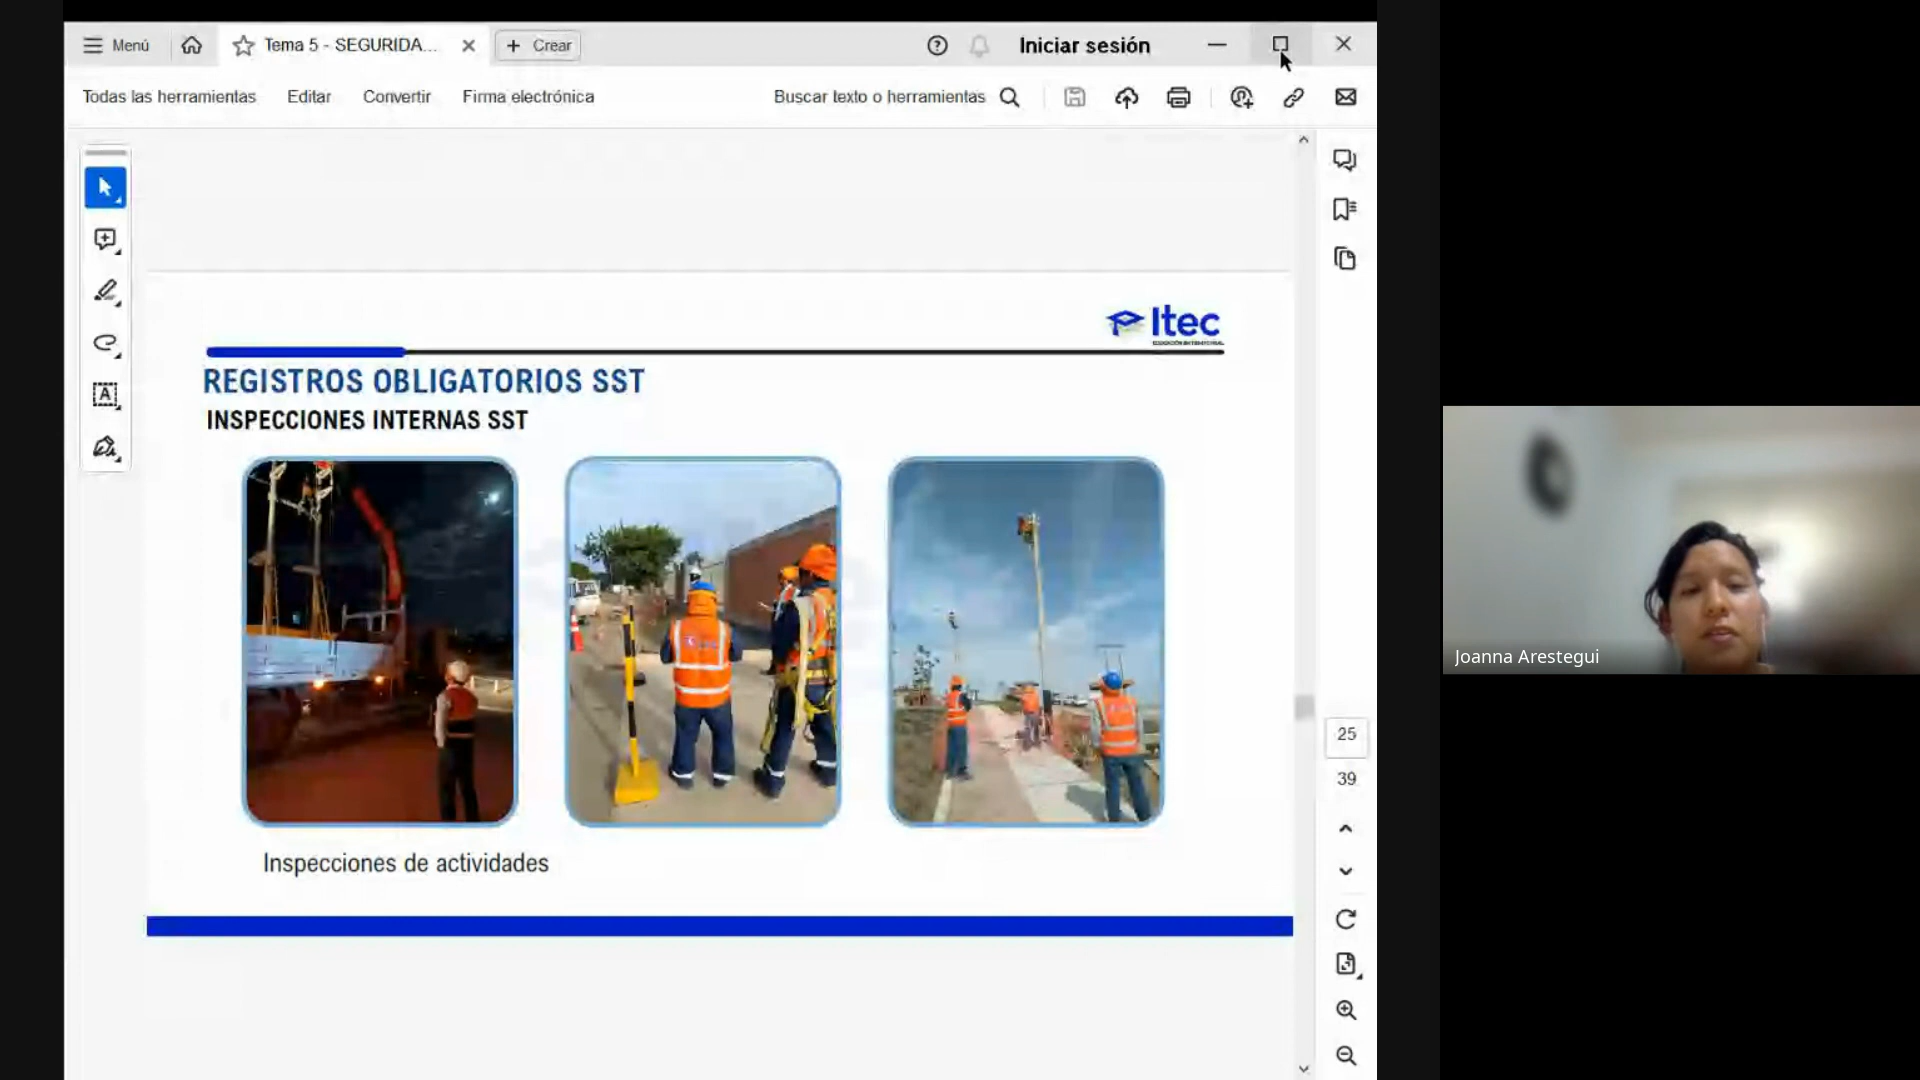 Menú
Tema 5 - SEGURIDA...
Crear
Iniciar sesión
Todas las herramientas
Editar
Convertir
Firma electrónica
Buscar texto o herramientas
Itec
REGISTROS OBLIGATORIOS SST
INSPECCIONES INTERNAS SST
Inspecciones de actividades
25
39
Joanna Arestegui